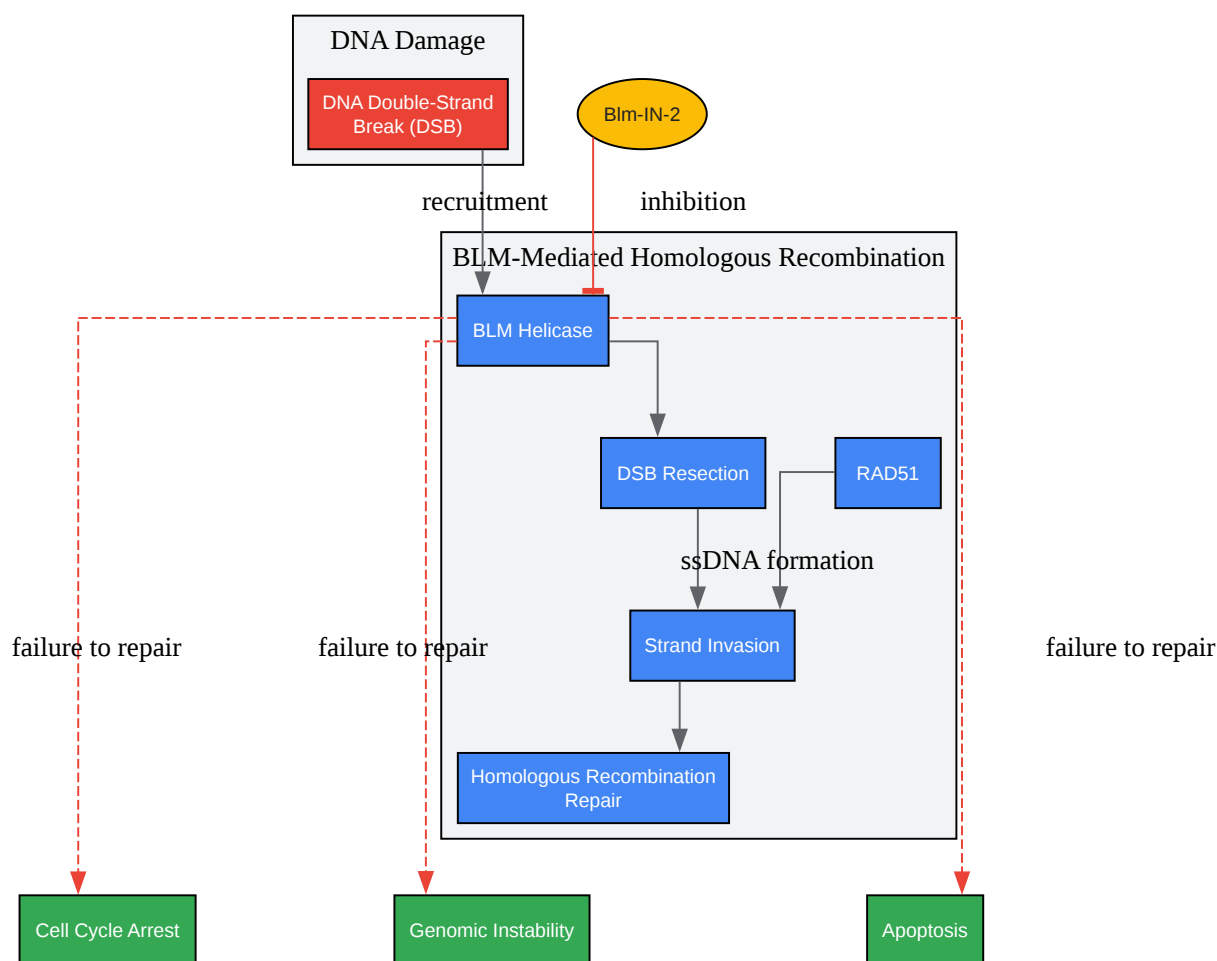 DNA Damage
DNA Double-Strand
Break (DSB)
Blm-IN-2
recruitment
inhibition
BLM-Mediated Homologous Recombination
BLM Helicase
DSB Resection
RAD51
ssDNA formation
failure to repair
failure to repair
Strand Invasion
failure to repair
Homologous Recombination
Repair
Cell Cycle Arrest
Genomic Instability
Apoptosis